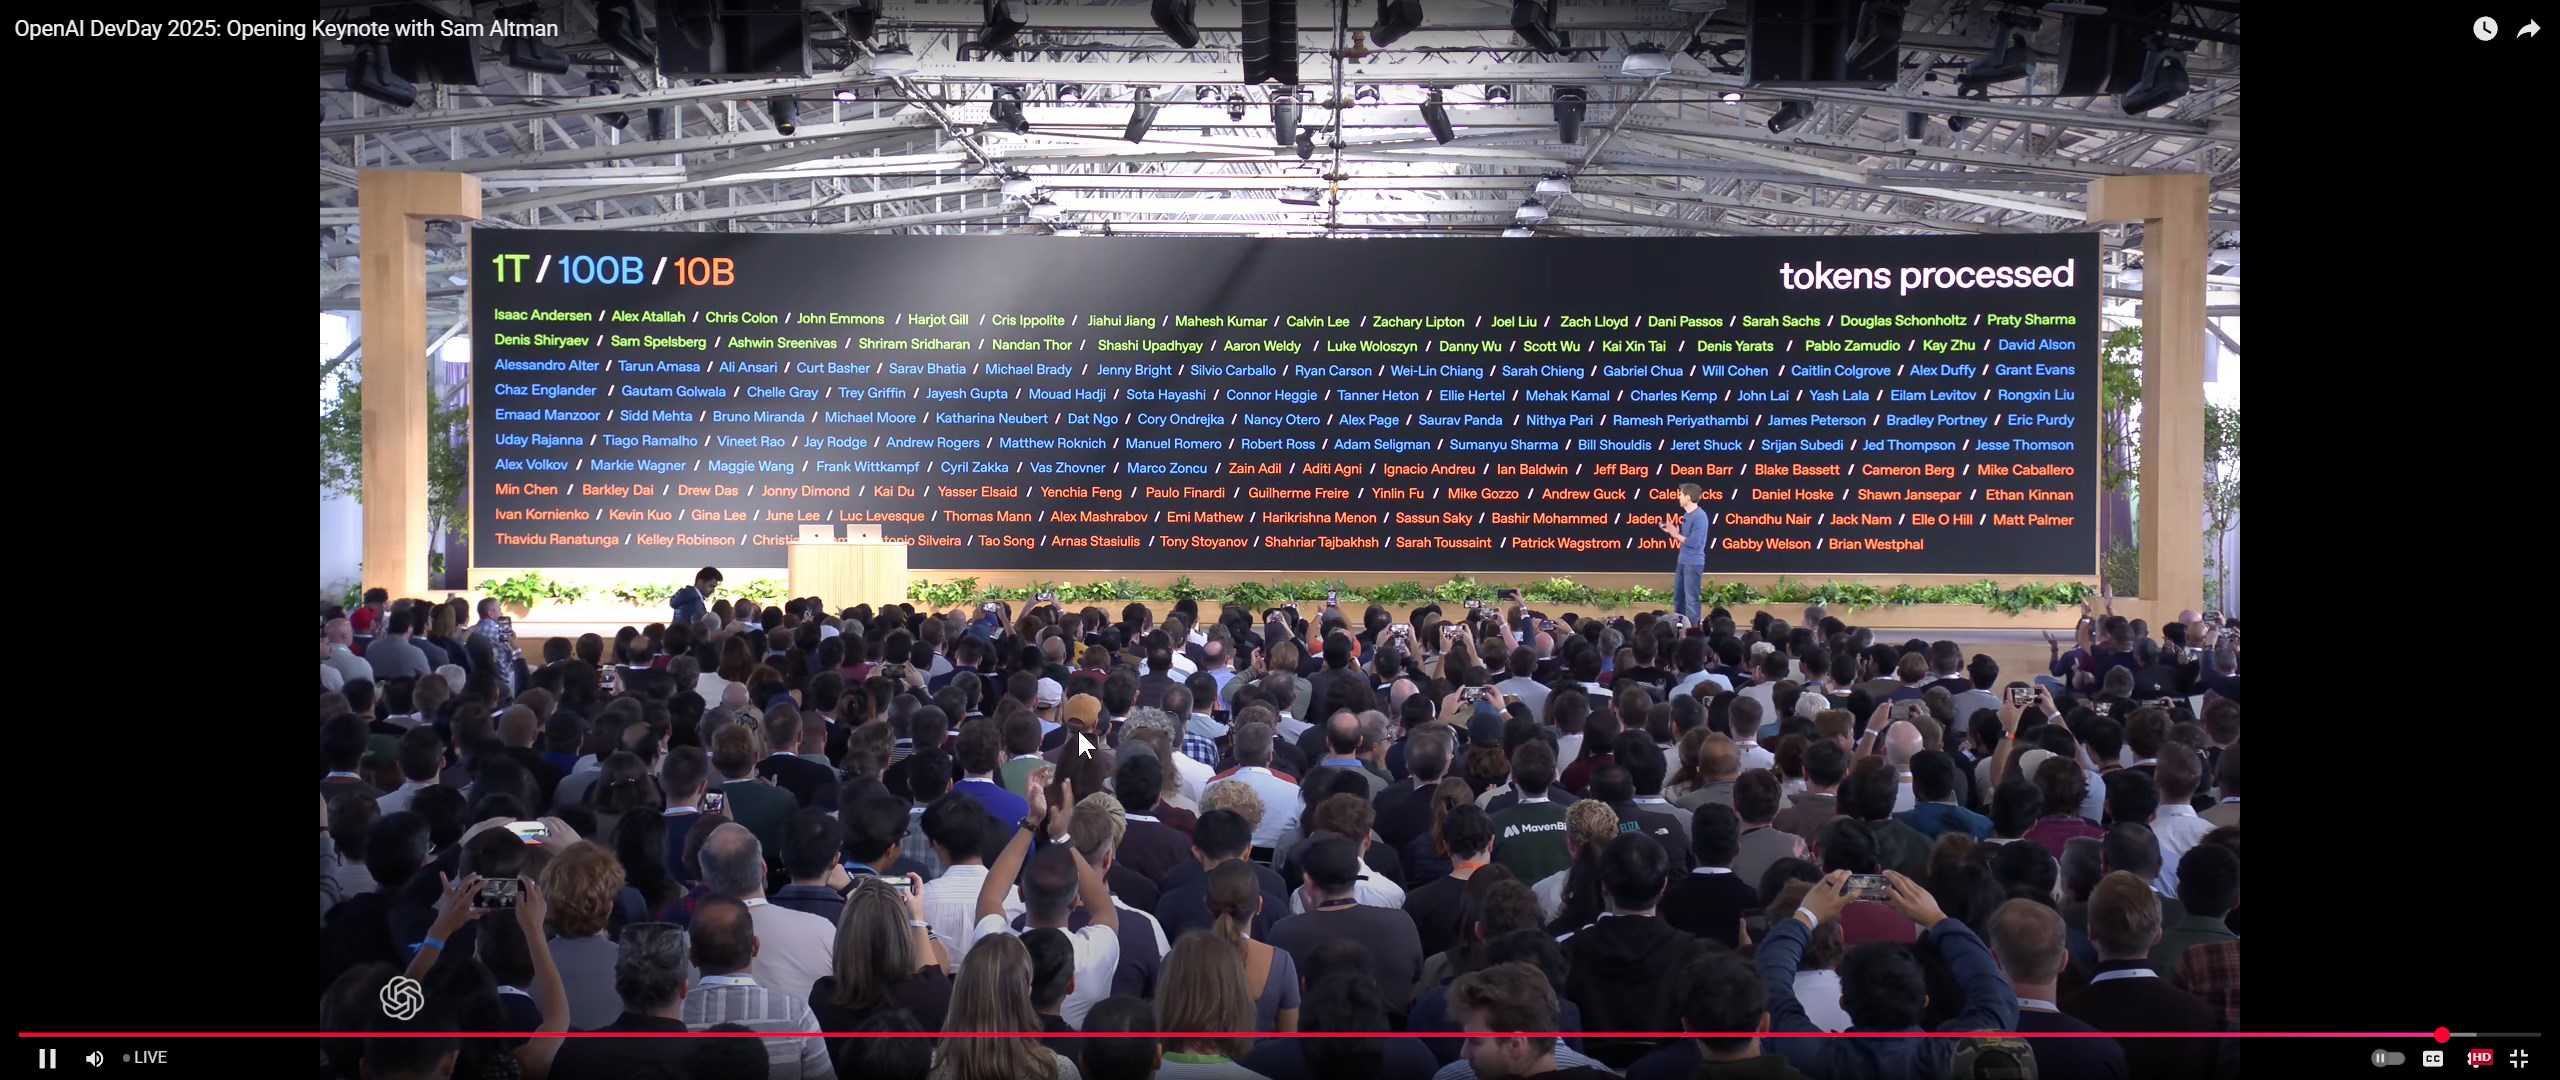 OpenAI DevDay 2025: Opening Keynote with Sam Altman
1T / 100B / 10B
tokens processed
Isaac Andersen / Alex Atallah / Chris Colon / John Emmons / Harjot Gill / Cris Ippolite / Jiahui Jiang / Mahesh Kumar / Calvin Lee / Zachary Lipton / Joel Liu / Zach Lloyd / Dani Passos / Sarah Sachs / Douglas Schonholtz / Praty Sharma
Denis Shiryaev / Sam Spelsberg / Ashwin Sreenivas / Shriram Sridharan / Nandan Thor / Shashi Upadhyay / Aaron Weldy / Luke Woloszyn / Danny Wu / Scott Wu / Kai Xin Tai / Denis Yarats / Pablo Zamudio / Kay Zhu / David Alson
Alessandro Alter / Tarun Amasa / Ali Ansari / Curt Basher / Sarav Bhatia / Michael Brady / Jenny Bright / Silvio Carballo / Ryan Carson / Wei-Lin Chiang / Sarah Chieng / Gabriel Chua / Will Cohen / Caitlin Colgrove / Alex Duffy / Grant Evans
Chaz Englander / Gautam Golwala / Chelle Gray / Trey Griffin / Jayesh Gupta / Mouad Hadji / Sota Hayashi / Connor Heggie / Tanner Heton / Ellie Hertel / Mehak Kamal / Charles Kemp / John Lai / Yash Lala / Eilam Levitov / Rongxin Liu
Emaad Manzoor / Sidd Mehta / Bruno Miranda / Michael Moore / Katharina Neubert / Dat Ngo / Cory Ondrejka / Nancy Otero / Alex Page / Saurav Panda / Nithya Pari / Ramesh Periyathambi / James Peterson / Bradley Portney / Eric Purdy
Uday Rajanna / Tiago Ramalho / Vineet Rao / Jay Rodge / Andrew Rogers / Matthew Roknich / Manuel Romero / Robert Ross / Adam Seligman / Sumanyu Sharma / Bill Shouldis / Jeret Shuck / Srijan Subedi / Jed Thompson / Jesse Thomson
Alex Volkov / Markie Wagner / Maggie Wang / Frank Wittkampf / Cyril Zakka / Vas Zhovner / Marco Zoncu / Zain Adil / Aditi Agni / Ignacio Andreu / Ian Baldwin / Jeff Barg / Dean Barr / Blake Bassett / Cameron Berg / Mike Caballero
Min Chen / Barkley Dai / Drew Das / Jonny Dimond / Kai Du / Yasser Elsaid / Yenchia Feng / Paulo Finardi / Guilherme Freire / Yinlin Fu / Mike Gozzo / Andrew Guck / Daniel Hoske / Shawn Jansepar / Ethan Kinnan
Ivan Kornienko / Kevin Kuo / Gina Lee / June Lee / Luc Levesque / Thomas Mann / Alex Mashrabov / Emi Mathew / Harikrishna Menon / Sassun Saky / Bashir Mohammed / Jaden / Chandhu Nair / Jack Nam / Elle O Hill / Matt Palmer
Thavidu Ranatunga / Kelley Robinson / Silveira / Tao Song / Arnas Stasiulis / Tony Stoyanov / Shahriar Tajbakhsh / Sarah Toussaint / Patrick Wagstrom / John / Gabby Welson / Brian Westphal
LIVE
CC
HD